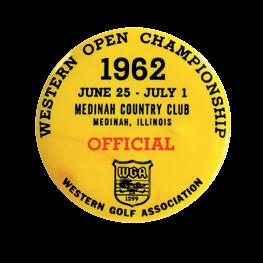 WESTERN OPEN CHAMPIONSHIP
1962
JUNE 25 - JULY 1
MEDINAH COUNTRY CLUB
MEDINAH, ILLINOIS
OFFICIAL
WGA
1899
WESTERN GOLF ASSOCIATION